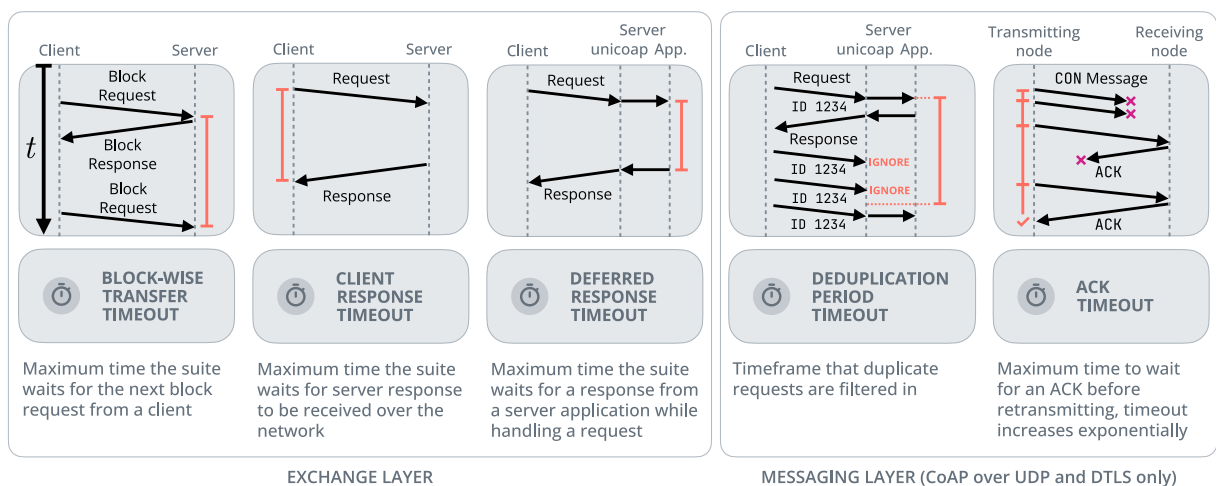 Client
Server
t
Block
Request
Block
Response
Block
Request
BLOCK-WISE
TRANSFER
TIMEOUT
Maximum time the suite
waits for the next block
request from a client
Client
Server
Request
Response
CLIENT
RESPONSE
TIMEOUT
Maximum time the suite
waits for server response
to be received over the
network
Client
Server
unicoap App.
Request
Response
DEFERRED
RESPONSE
TIMEOUT
Maximum time the suite
waits for a response from
a server application while
handling a request
EXCHANGE LAYER
Client
Server
unicoap App.
Request
ID 1234
Response
ID 1234
IGNORE
ID 1234
IGNORE
ID 1234
DEDUPLICATION
PERIOD
TIMEOUT
Timeframe that duplicate
requests are filtered in
Transmitting
node
Receiving
node
CON Message
ACK
ACK
ACK
TIMEOUT
Maximum time to wait
for an ACK before
retransmitting, timeout
increases exponentially
MESSAGING LAYER (CoAP over UDP and DTLS only)